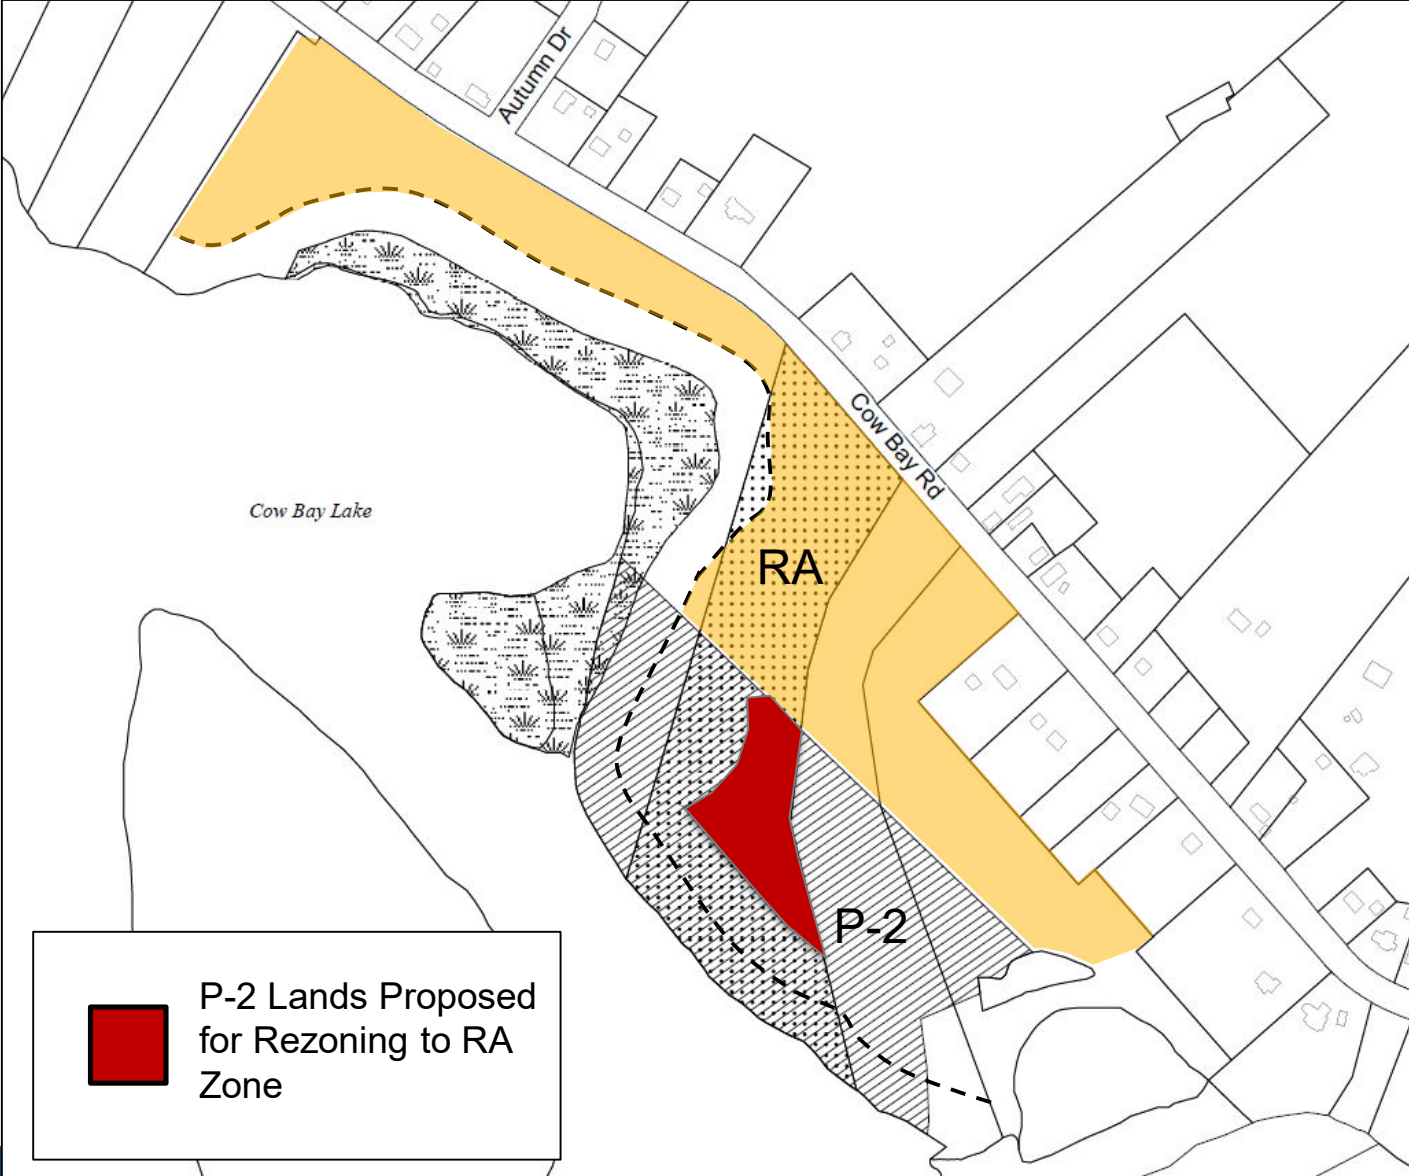 Autumn Dr
Cow Bay Rd
Cow Bay Lake
RA
P-2
P-2 Lands Proposed
for Rezoning to RA
Zone